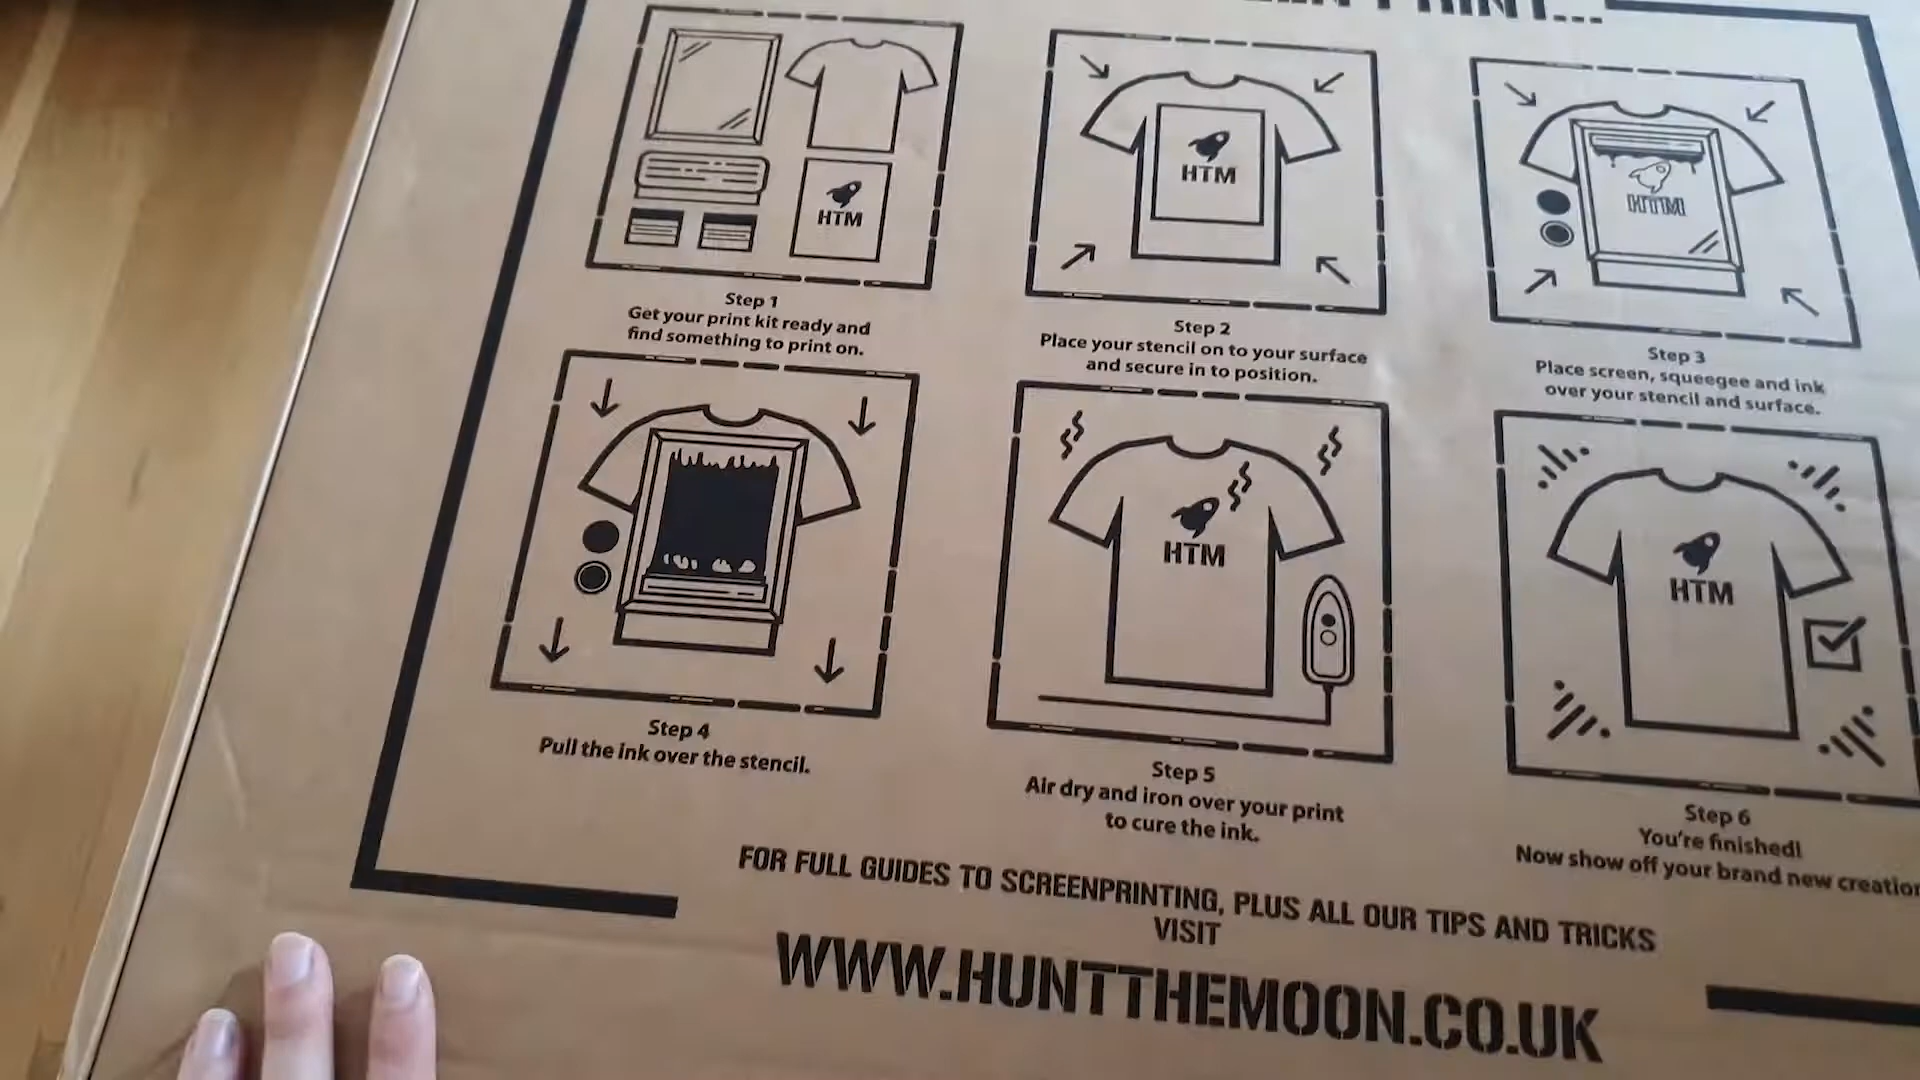 PRINT...
HTM
Step 1
Get your print kit ready and
find something to print on.
HTM
Step 2
Place your stencil on to your surface
and secure in to position.
HTM
Step 3
Place screen, squeegee and ink
over your stencil and surface.
Step 4
Pull the ink over the stencil.
HTM
Step 5
Air dry and iron over your print
to cure the ink.
HTM
Step 6
You're finished!
Now show off your brand new creation
FOR FULL GUIDES TO SCREENPRINTING, PLUS ALL OUR TIPS AND TRICKS
VISIT
WWW.HUNTTHEMOON.CO.UK